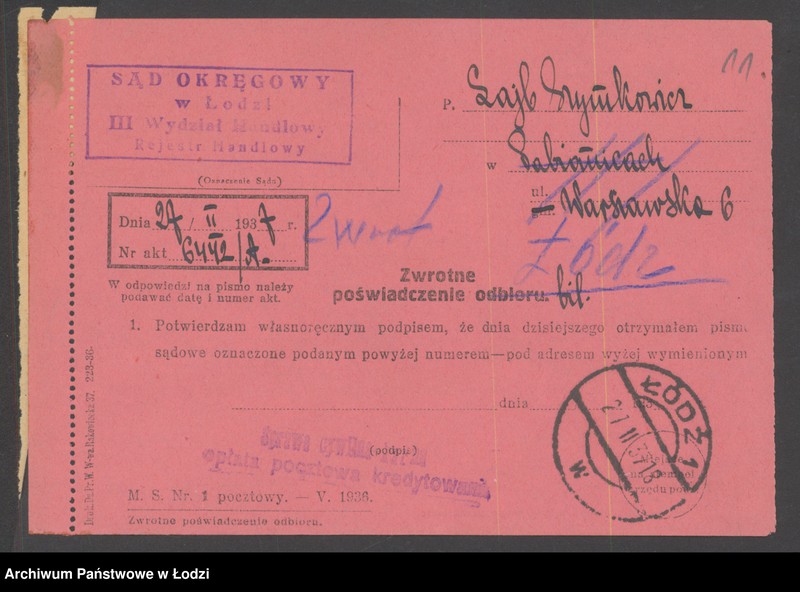 11.
SĄD OKRĘGOWY
w Łodzi
III Wydział Handlowy
Rejestr Handlowy
(Oznaczenie Sądu)
P. Lajb Szymkowicz
w Pabianicach
ul. Warszawska 6
Łódź
Zwrot
Dnia 27/II 1937 r.
Nr akt 6442/A.
W odpowiedzi na pismo należy
podawać datę i numer akt.
Zwrotne
poświadczenie odbioru.
1. Potwierdzam własnoręcznym podpisem, że dnia dzisiejszego otrzymałem pism
sądowe oznaczone podanym powyżej numerem—pod adresem wyżej wymienionym
dnia 193
(podpis)
opłata pocztowa kredytowana
ŁÓDŹ 1
M. S. Nr. 1 pocztowy. — V. 1936.
Zwrotne poświadczenie odbioru.
Archiwum Państwowe w Łodzi